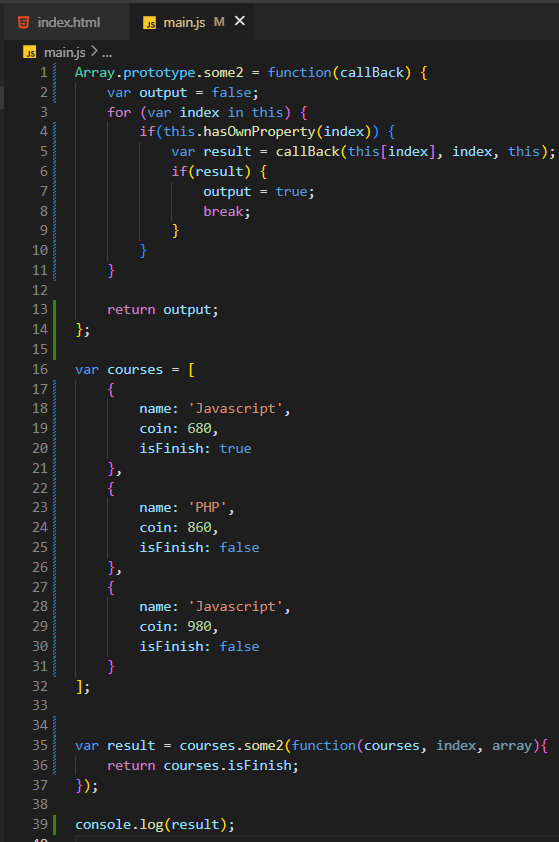 index.html JS main.js M ×
JS main.js > ...
1 Array.prototype.some2 = function(callBack) {
2     var output = false;
3     for (var index in this) {
4         if(this.hasOwnProperty(index)) {
5             var result = callBack(this[index], index, this);
6             if(result) {
7                 output = true;
8                 break;
9             }
10         }
11     }
12
13     return output;
14 };
15
16 var courses = [
17     {
18         name: 'Javascript',
19         coin: 680,
20         isFinish: true
21     },
22     {
23         name: 'PHP',
24         coin: 860,
25         isFinish: false
26     },
27     {
28         name: 'Javascript',
29         coin: 980,
30         isFinish: false
31     }
32 ];
33
34
35 var result = courses.some2(function(courses, index, array){
36     return courses.isFinish;
37 });
38
39 console.log(result);